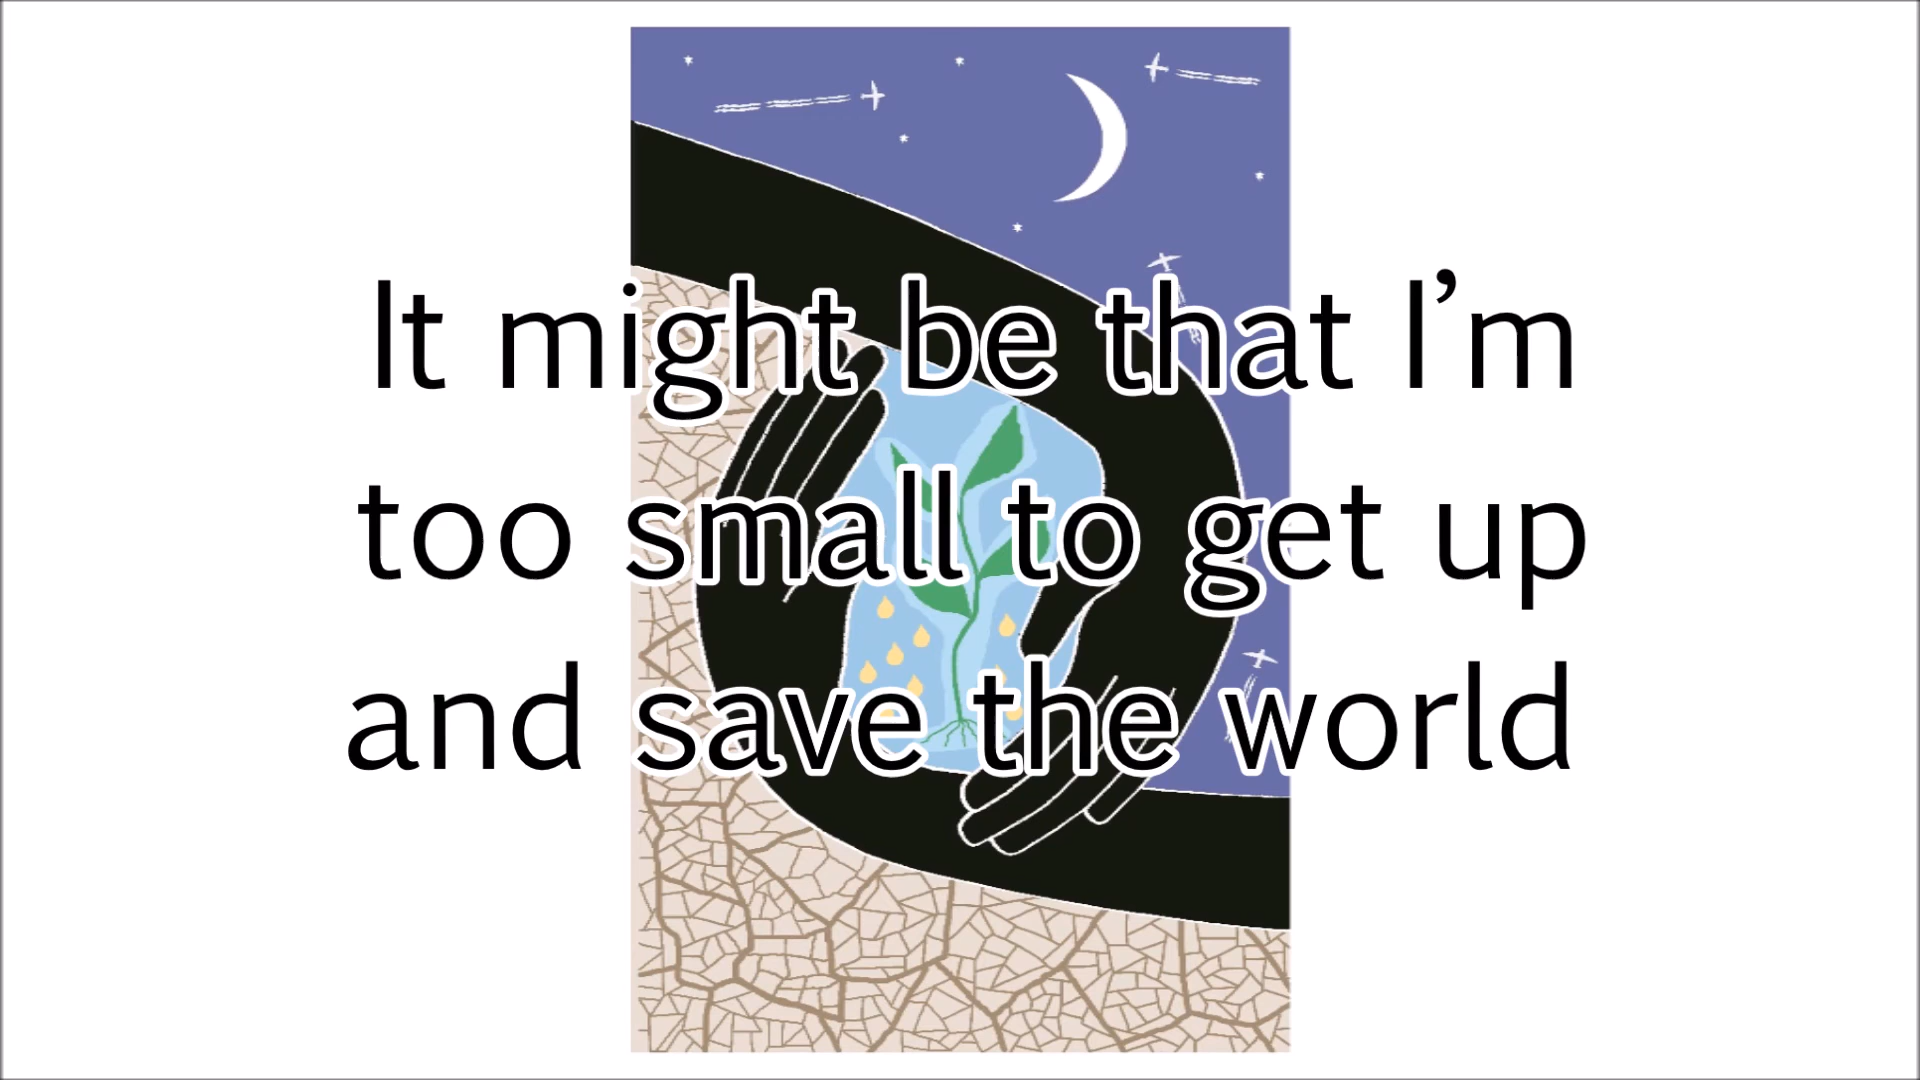 It might be that I’m
too small to get up
and save the world